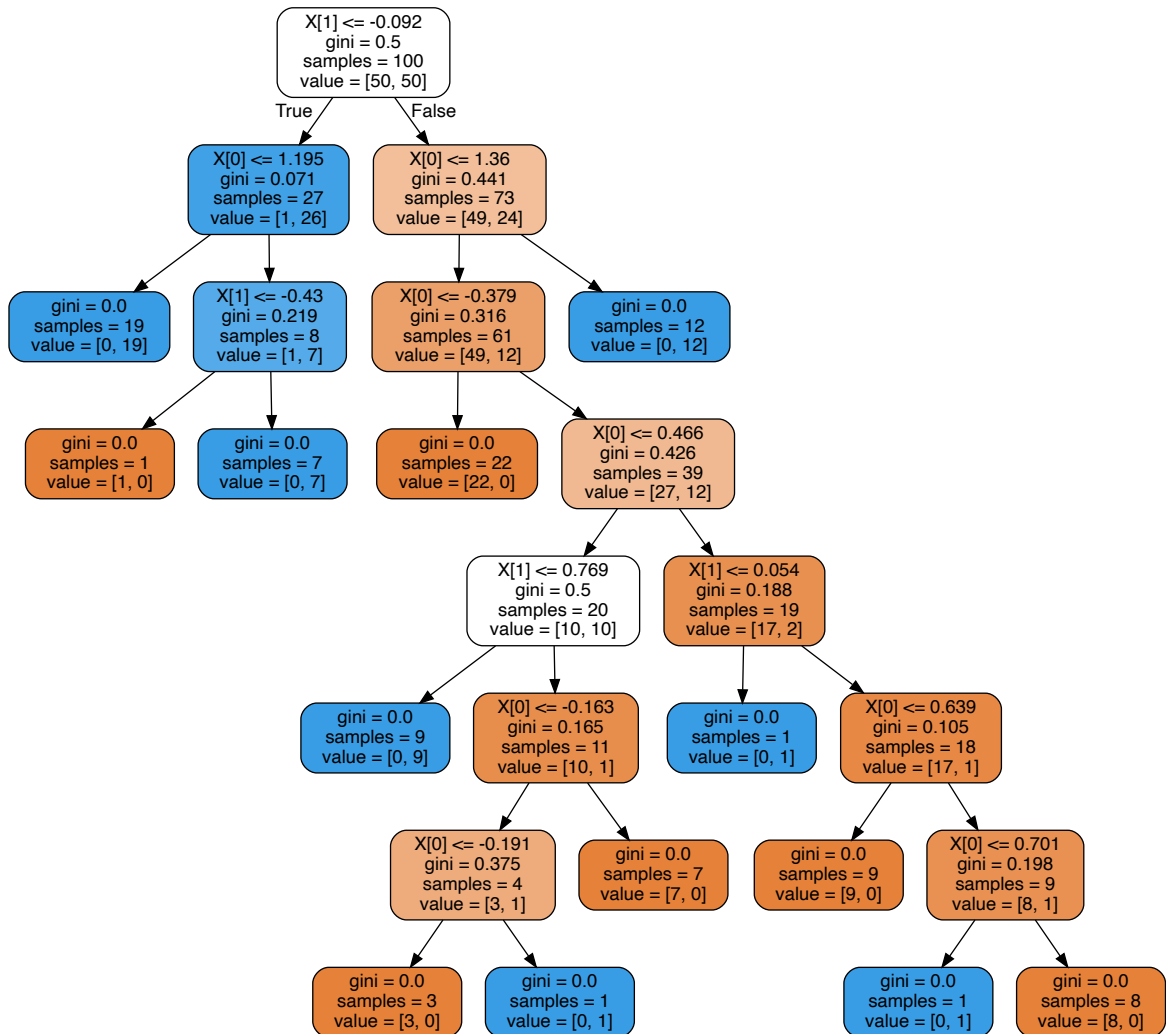 X[1] <= -0.092
gini = 0.5
samples = 100
value = [50, 50]
True
False
X[0] <= 1.195
gini = 0.071
samples = 27
value = [1, 26]
X[0] <= 1.36
gini = 0.441
samples = 73
value = [49, 24]
gini = 0.0
samples = 19
value = [0, 19]
X[1] <= -0.43
gini = 0.219
samples = 8
value = [1, 7]
X[0] <= -0.379
gini = 0.316
samples = 61
value = [49, 12]
gini = 0.0
samples = 12
value = [0, 12]
gini = 0.0
samples = 1
value = [1, 0]
gini = 0.0
samples = 7
value = [0, 7]
gini = 0.0
samples = 22
value = [22, 0]
X[0] <= 0.466
gini = 0.426
samples = 39
value = [27, 12]
X[1] <= 0.769
gini = 0.5
samples = 20
value = [10, 10]
X[1] <= 0.054
gini = 0.188
samples = 19
value = [17, 2]
gini = 0.0
samples = 9
value = [0, 9]
X[0] <= -0.163
gini = 0.165
samples = 11
value = [10, 1]
gini = 0.0
samples = 1
value = [0, 1]
X[0] <= 0.639
gini = 0.105
samples = 18
value = [17, 1]
X[0] <= -0.191
gini = 0.375
samples = 4
value = [3, 1]
gini = 0.0
samples = 7
value = [7, 0]
gini = 0.0
samples = 9
value = [9, 0]
X[0] <= 0.701
gini = 0.198
samples = 9
value = [8, 1]
gini = 0.0
samples = 3
value = [3, 0]
gini = 0.0
samples = 1
value = [0, 1]
gini = 0.0
samples = 1
value = [0, 1]
gini = 0.0
samples = 8
value = [8, 0]